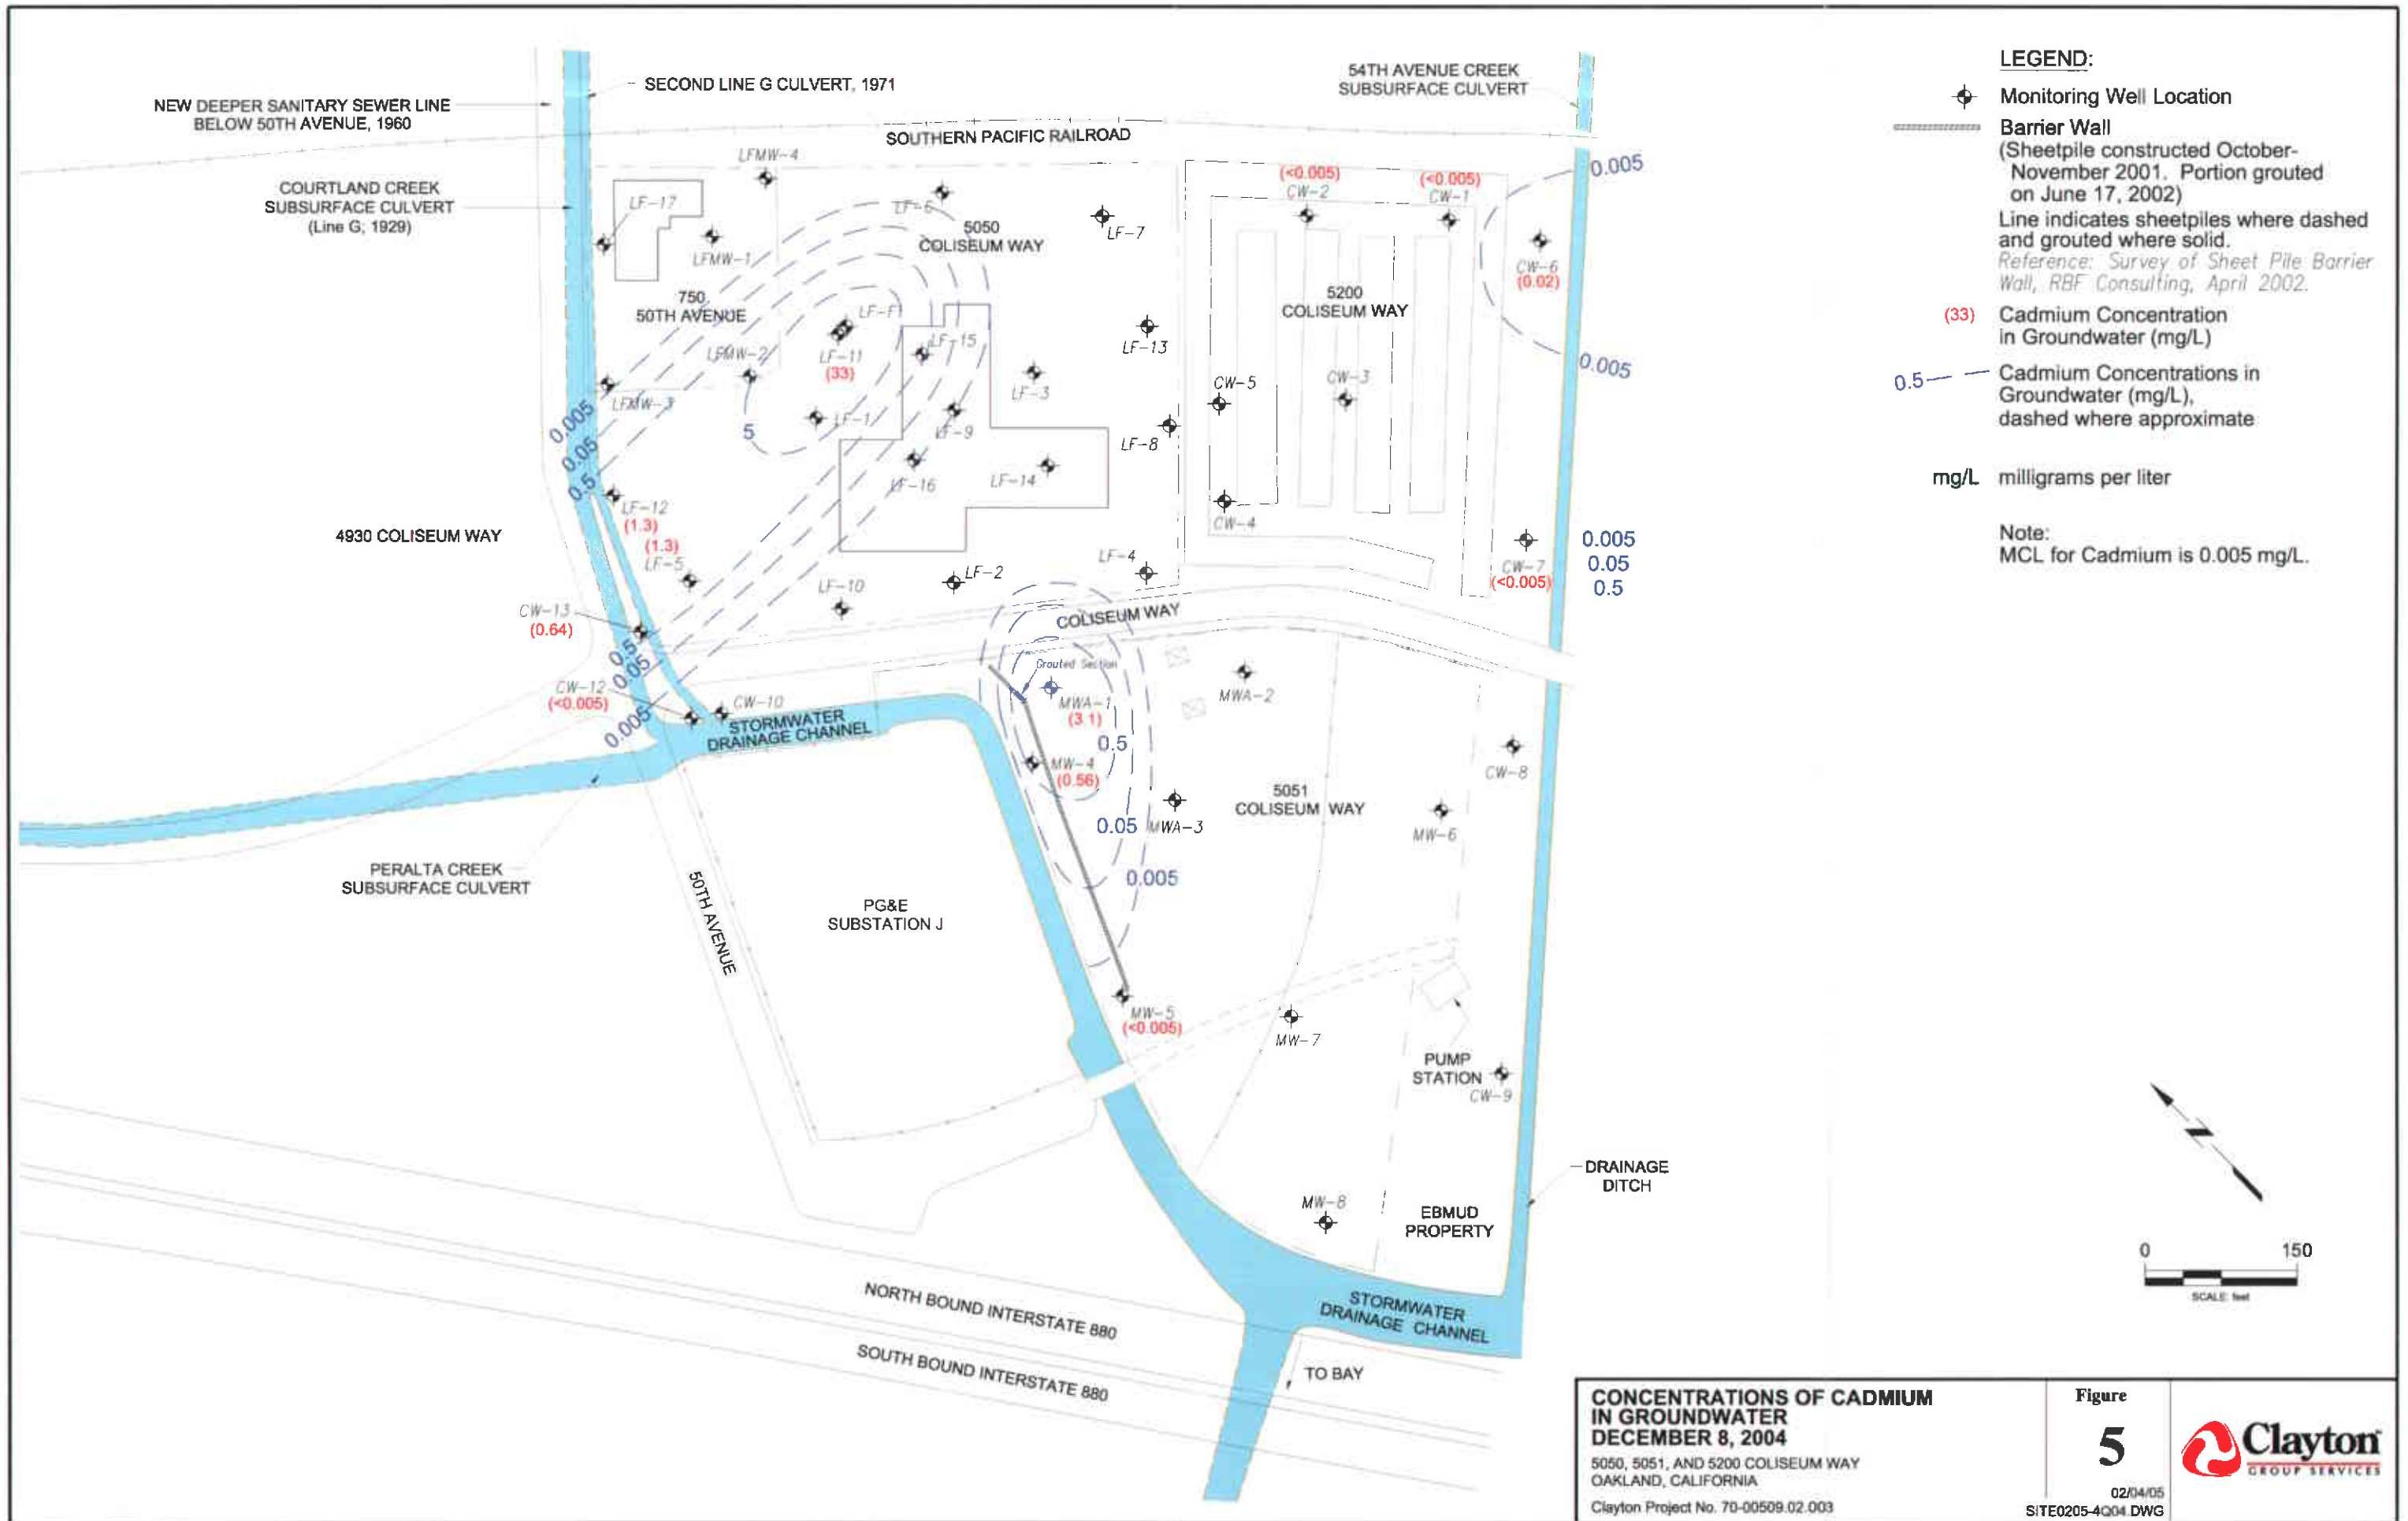 SECOND LINE G CULVERT, 1971
NEW DEEPER SANITARY SEWER LINE
BELOW 50TH AVENUE, 1960
54TH AVENUE CREEK
SUBSURFACE CULVERT
SOUTHERN PACIFIC RAILROAD
COURTLAND CREEK
SUBSURFACE CULVERT
(Line G; 1929)
LFMW-4
LF-17
LF-6
LFMW-1
5050
COLISEUM WAY
LF-7
(<0.005)
CW-2
(<0.005)
CW-1
0.005
CW-6
(0.02)
750
50TH AVENUE
LF-F
LF-11
(33)
LF-15
LFMW-2
LF-13
5200
COLISEUM WAY
0.005
LFMW-3
LF-1
5
LF-9
LF-3
CW-5
CW-3
LF-8
0.005
0.05
0.5
LF-16
LF-14
LF-12
(1.3)
CW-4
4930 COLISEUM WAY
(1.3)
LF-5
LF-10
LF-2
LF-4
CW-7
(<0.005)
0.005
0.05
0.5
CW-13
(0.64)
COLISEUM WAY
0.5
0.05
0.005
CW-12
(<0.005)
CW-10
STORMWATER
DRAINAGE CHANNEL
Grouted Section
MWA-1
(3.1)
0.5
MWA-2
MW-4
(0.56)
0.05
MWA-3
0.005
5051
COLISEUM WAY
CW-8
MW-6
PERALTA CREEK
SUBSURFACE CULVERT
50TH AVENUE
PG&E
SUBSTATION J
MW-5
(<0.005)
MW-7
PUMP
STATION
CW-9
DRAINAGE
DITCH
MW-8
EBMUD
PROPERTY
NORTH BOUND INTERSTATE 880
SOUTH BOUND INTERSTATE 880
STORMWATER
DRAINAGE CHANNEL
TO BAY
LEGEND:
Monitoring Well Location
Barrier Wall
(Sheetpile constructed October-
November 2001. Portion grouted
on June 17, 2002)
Line indicates sheetpiles where dashed
and grouted where solid.
Reference: Survey of Sheet Pile Barrier
Wall, RBF Consulting, April 2002.
(33) Cadmium Concentration
in Groundwater (mg/L)
0.5 Cadmium Concentrations in
Groundwater (mg/L),
dashed where approximate
mg/L milligrams per liter
Note:
MCL for Cadmium is 0.005 mg/L.
0 150
SCALE: feet
CONCENTRATIONS OF CADMIUM
IN GROUNDWATER
DECEMBER 8, 2004
5050, 5051, AND 5200 COLISEUM WAY
OAKLAND, CALIFORNIA
Clayton Project No. 70-00509.02.003
Figure
5
02/04/05
SITE0205-4Q04.DWG
Clayton
GROUP SERVICES